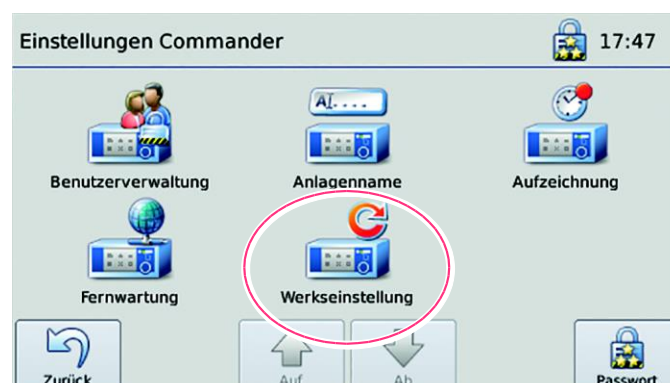 Einstellungen Commander
17:47
AI....
Benutzerverwaltung
Anlagenname
Aufzeichnung
Fernwartung
Werkseinstellung
Zurück
Auf
Ab
Passwort